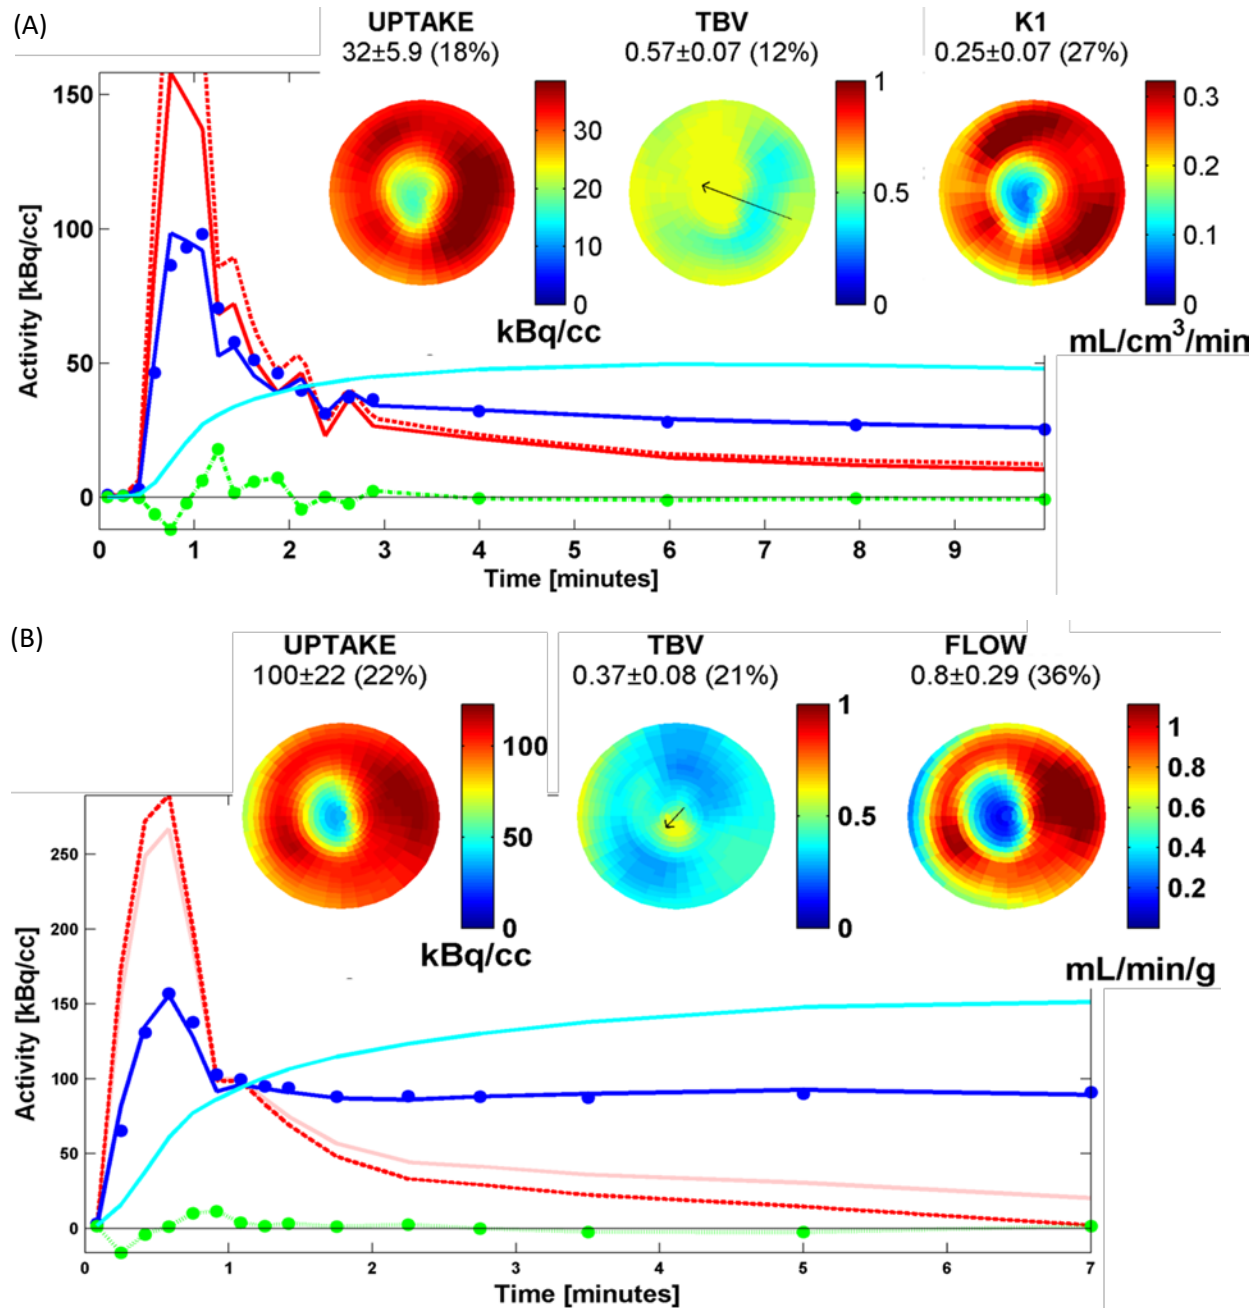 (A)
UPTAKE TBV K1
32±5.9 (18%) 0.57±0.07 (12%) 0.25±0.07 (27%)
150
100
50
0
Activity [kBq/cc]
30
20
10
0
kBq/cc
1
0.5
0
0.3
0.2
0.1
0
mL/cm³/min
0 1 2 3 4 5 6 7 8 9
Time [minutes]
(B)
UPTAKE TBV FLOW
100±22 (22%) 0.37±0.08 (21%) 0.8±0.29 (36%)
250
200
150
100
50
0
Activity [kBq/cc]
100
50
0
kBq/cc
1
0.5
0
1
0.8
0.6
0.4
0.2
mL/min/g
0 1 2 3 4 5 6 7
Time [minutes]